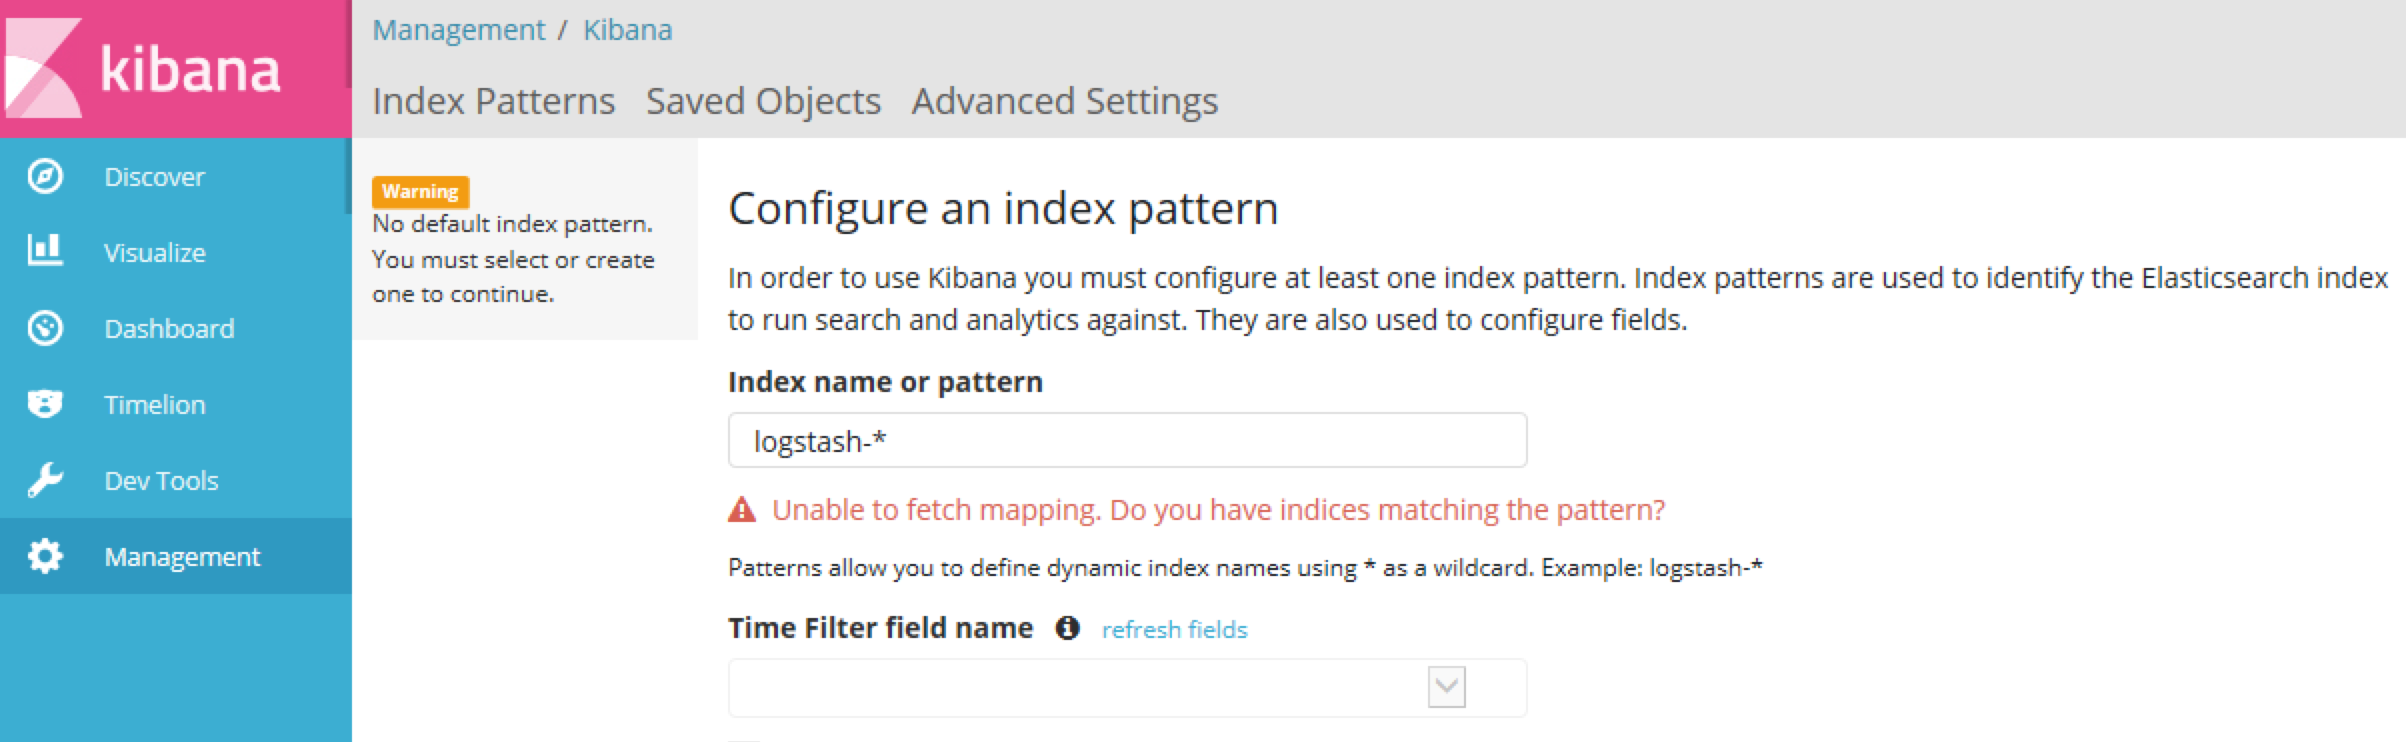 kibana
Management / Kibana
Index Patterns Saved Objects Advanced Settings
Discover
Visualize
Dashboard
Timelion
Dev Tools
Management
Warning
No default index pattern.
You must select or create
one to continue.
Configure an index pattern
In order to use Kibana you must configure at least one index pattern. Index patterns are used to identify the Elasticsearch index
to run search and analytics against. They are also used to configure fields.
Index name or pattern
logstash-*
Unable to fetch mapping. Do you have indices matching the pattern?
Patterns allow you to define dynamic index names using * as a wildcard. Example: logstash-*
Time Filter field name refresh fields